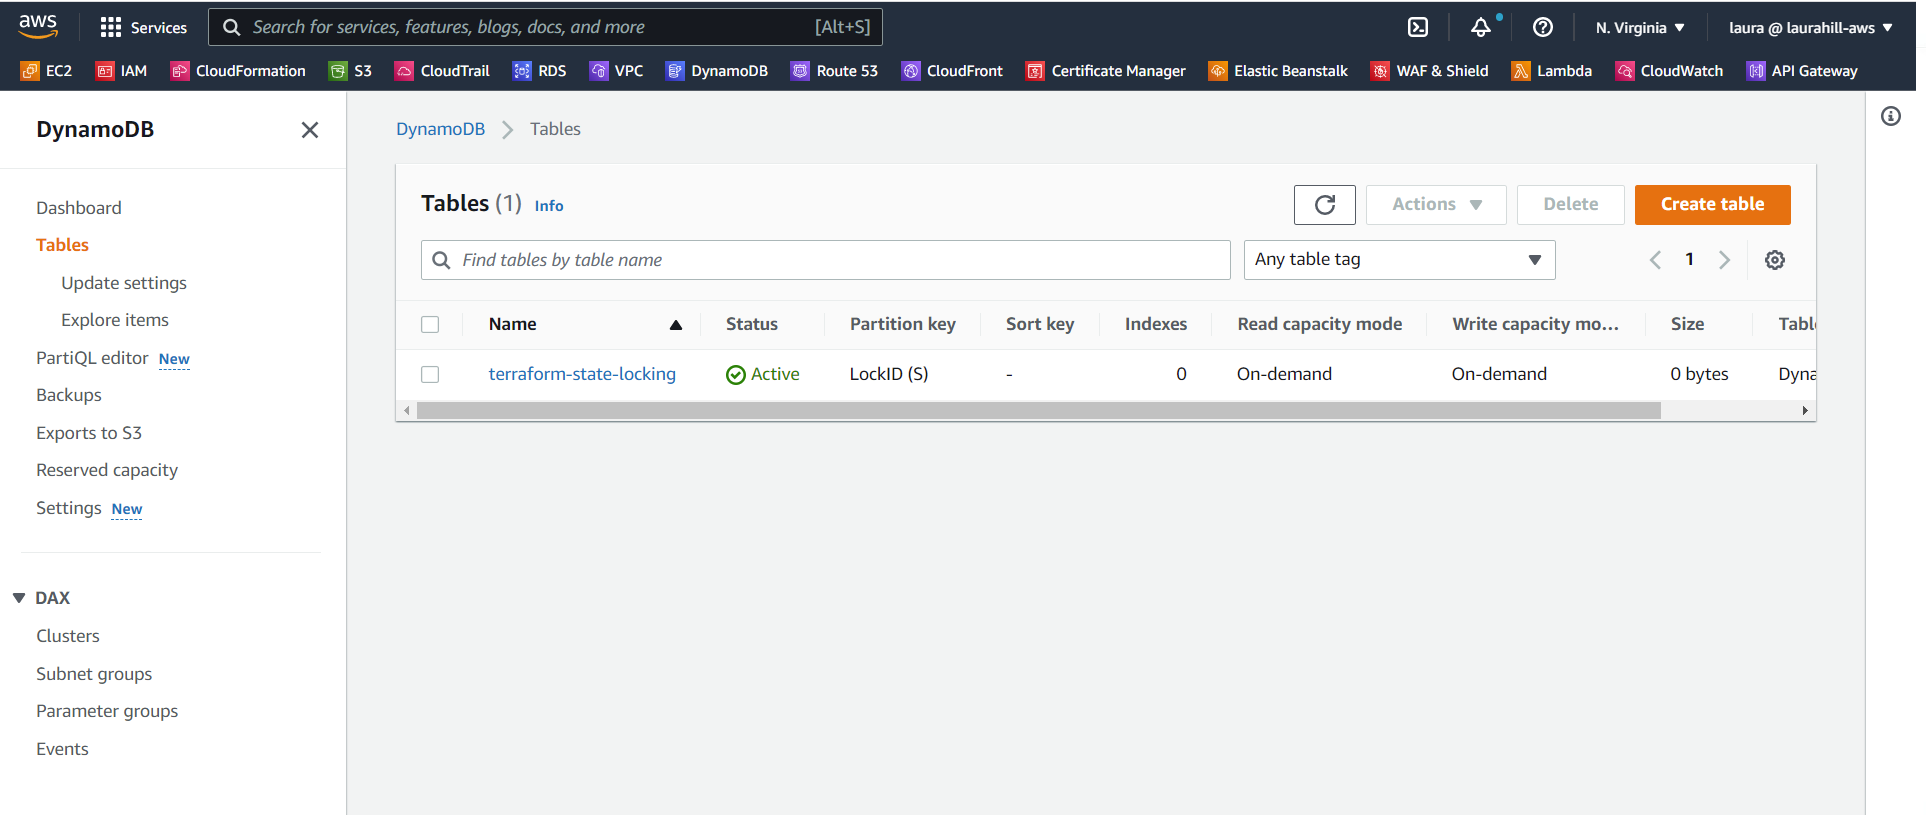 aws Services Search for services, features, blogs, docs, and more [Alt+S] N. Virginia laura @ laurahill-aws
EC2 IAM CloudFormation S3 CloudTrail RDS VPC DynamoDB Route 53 CloudFront Certificate Manager Elastic Beanstalk WAF & Shield Lambda CloudWatch API Gateway
DynamoDB
Dashboard
Tables
Update settings
Explore items
PartiQL editor New
Backups
Exports to S3
Reserved capacity
Settings New
DAX
Clusters
Subnet groups
Parameter groups
Events
DynamoDB Tables
Tables (1) Info Actions Delete Create table
Find tables by table name Any table tag 1
Name Status Partition key Sort key Indexes Read capacity mode Write capacity mo... Size Tabl
terraform-state-locking Active LockID (S) - 0 On-demand On-demand 0 bytes Dyna